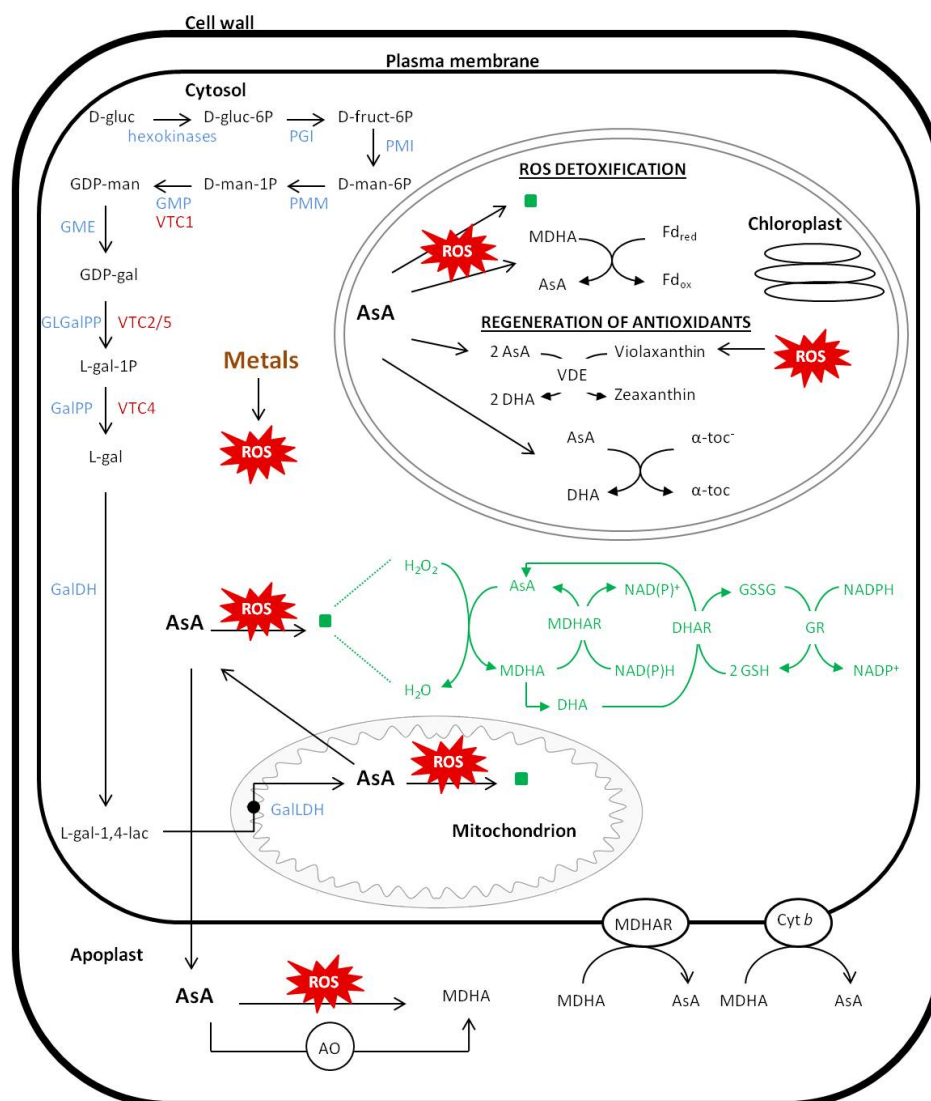 Cell wall
Plasma membrane
Cytosol
D-gluc
D-gluc-6P
D-fruct-6P
hexokinases
PGI
PMI
GDP-man
D-man-1P
D-man-6P
GMP
PMM
VTC1
GME
GDP-gal
GLGalPP
VTC2/5
L-gal-1P
GalPP
VTC4
L-gal
GalDH
L-gal-1,4-lac
Metals
ROS
ROS DETOXIFICATION
Chloroplast
ROS
MDHA
Fd_red
AsA
Fd_ox
AsA
REGENERATION OF ANTIOXIDANTS
2 AsA
Violaxanthin
ROS
VDE
2 DHA
Zeaxanthin
AsA
α-toc⁻
DHA
α-toc
AsA
ROS
H₂O₂
AsA
NAD(P)⁺
GSSG
NADPH
MDHAR
DHAR
GR
H₂O
MDHA
NAD(P)H
2 GSH
NADP⁺
DHA
AsA
ROS
GalLDH
Mitochondrion
Apoplast
AsA
ROS
MDHA
AO
MDHAR
MDHA
AsA
Cyt b
MDHA
AsA